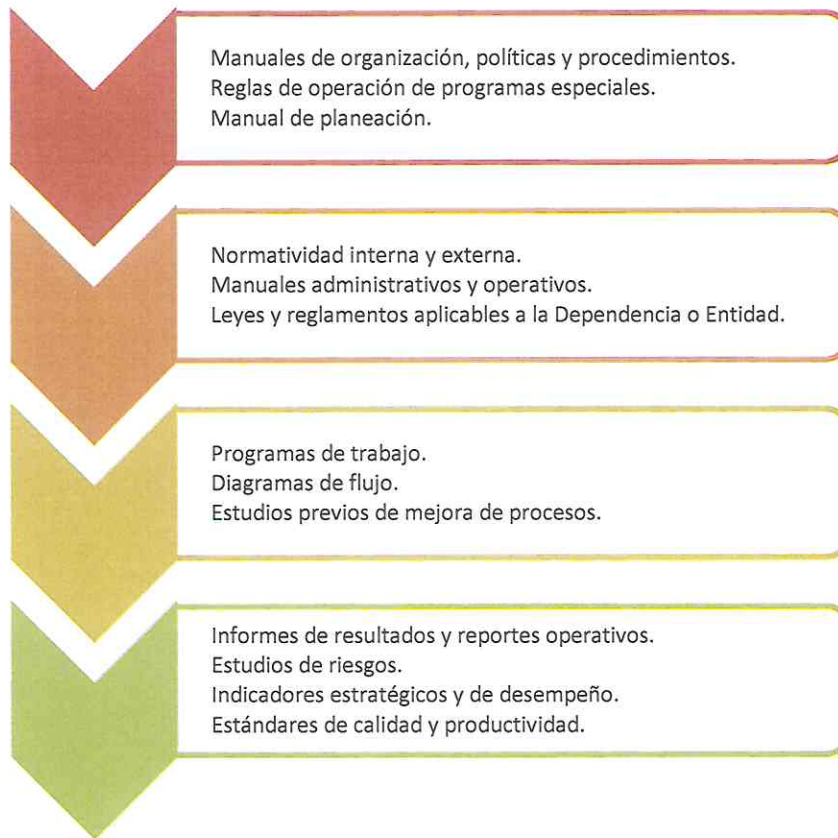 Manuales de organización, políticas y procedimientos.
Reglas de operación de programas especiales.
Manual de planeación.
Normatividad interna y externa.
Manuales administrativos y operativos.
Leyes y reglamentos aplicables a la Dependencia o Entidad.
Programas de trabajo.
Diagramas de flujo.
Estudios previos de mejora de procesos.
Informes de resultados y reportes operativos.
Estudios de riesgos.
Indicadores estratégicos y de desempeño.
Estándares de calidad y productividad.